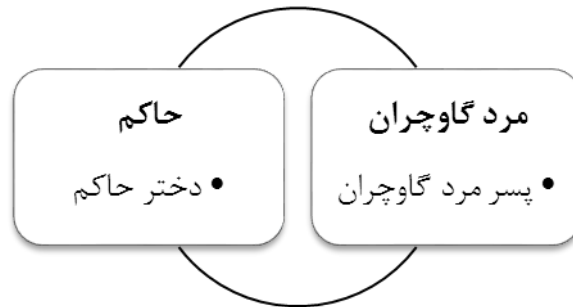 مرد گاوچران
• پسر مرد گاوچران
حاکم
• دختر حاکم